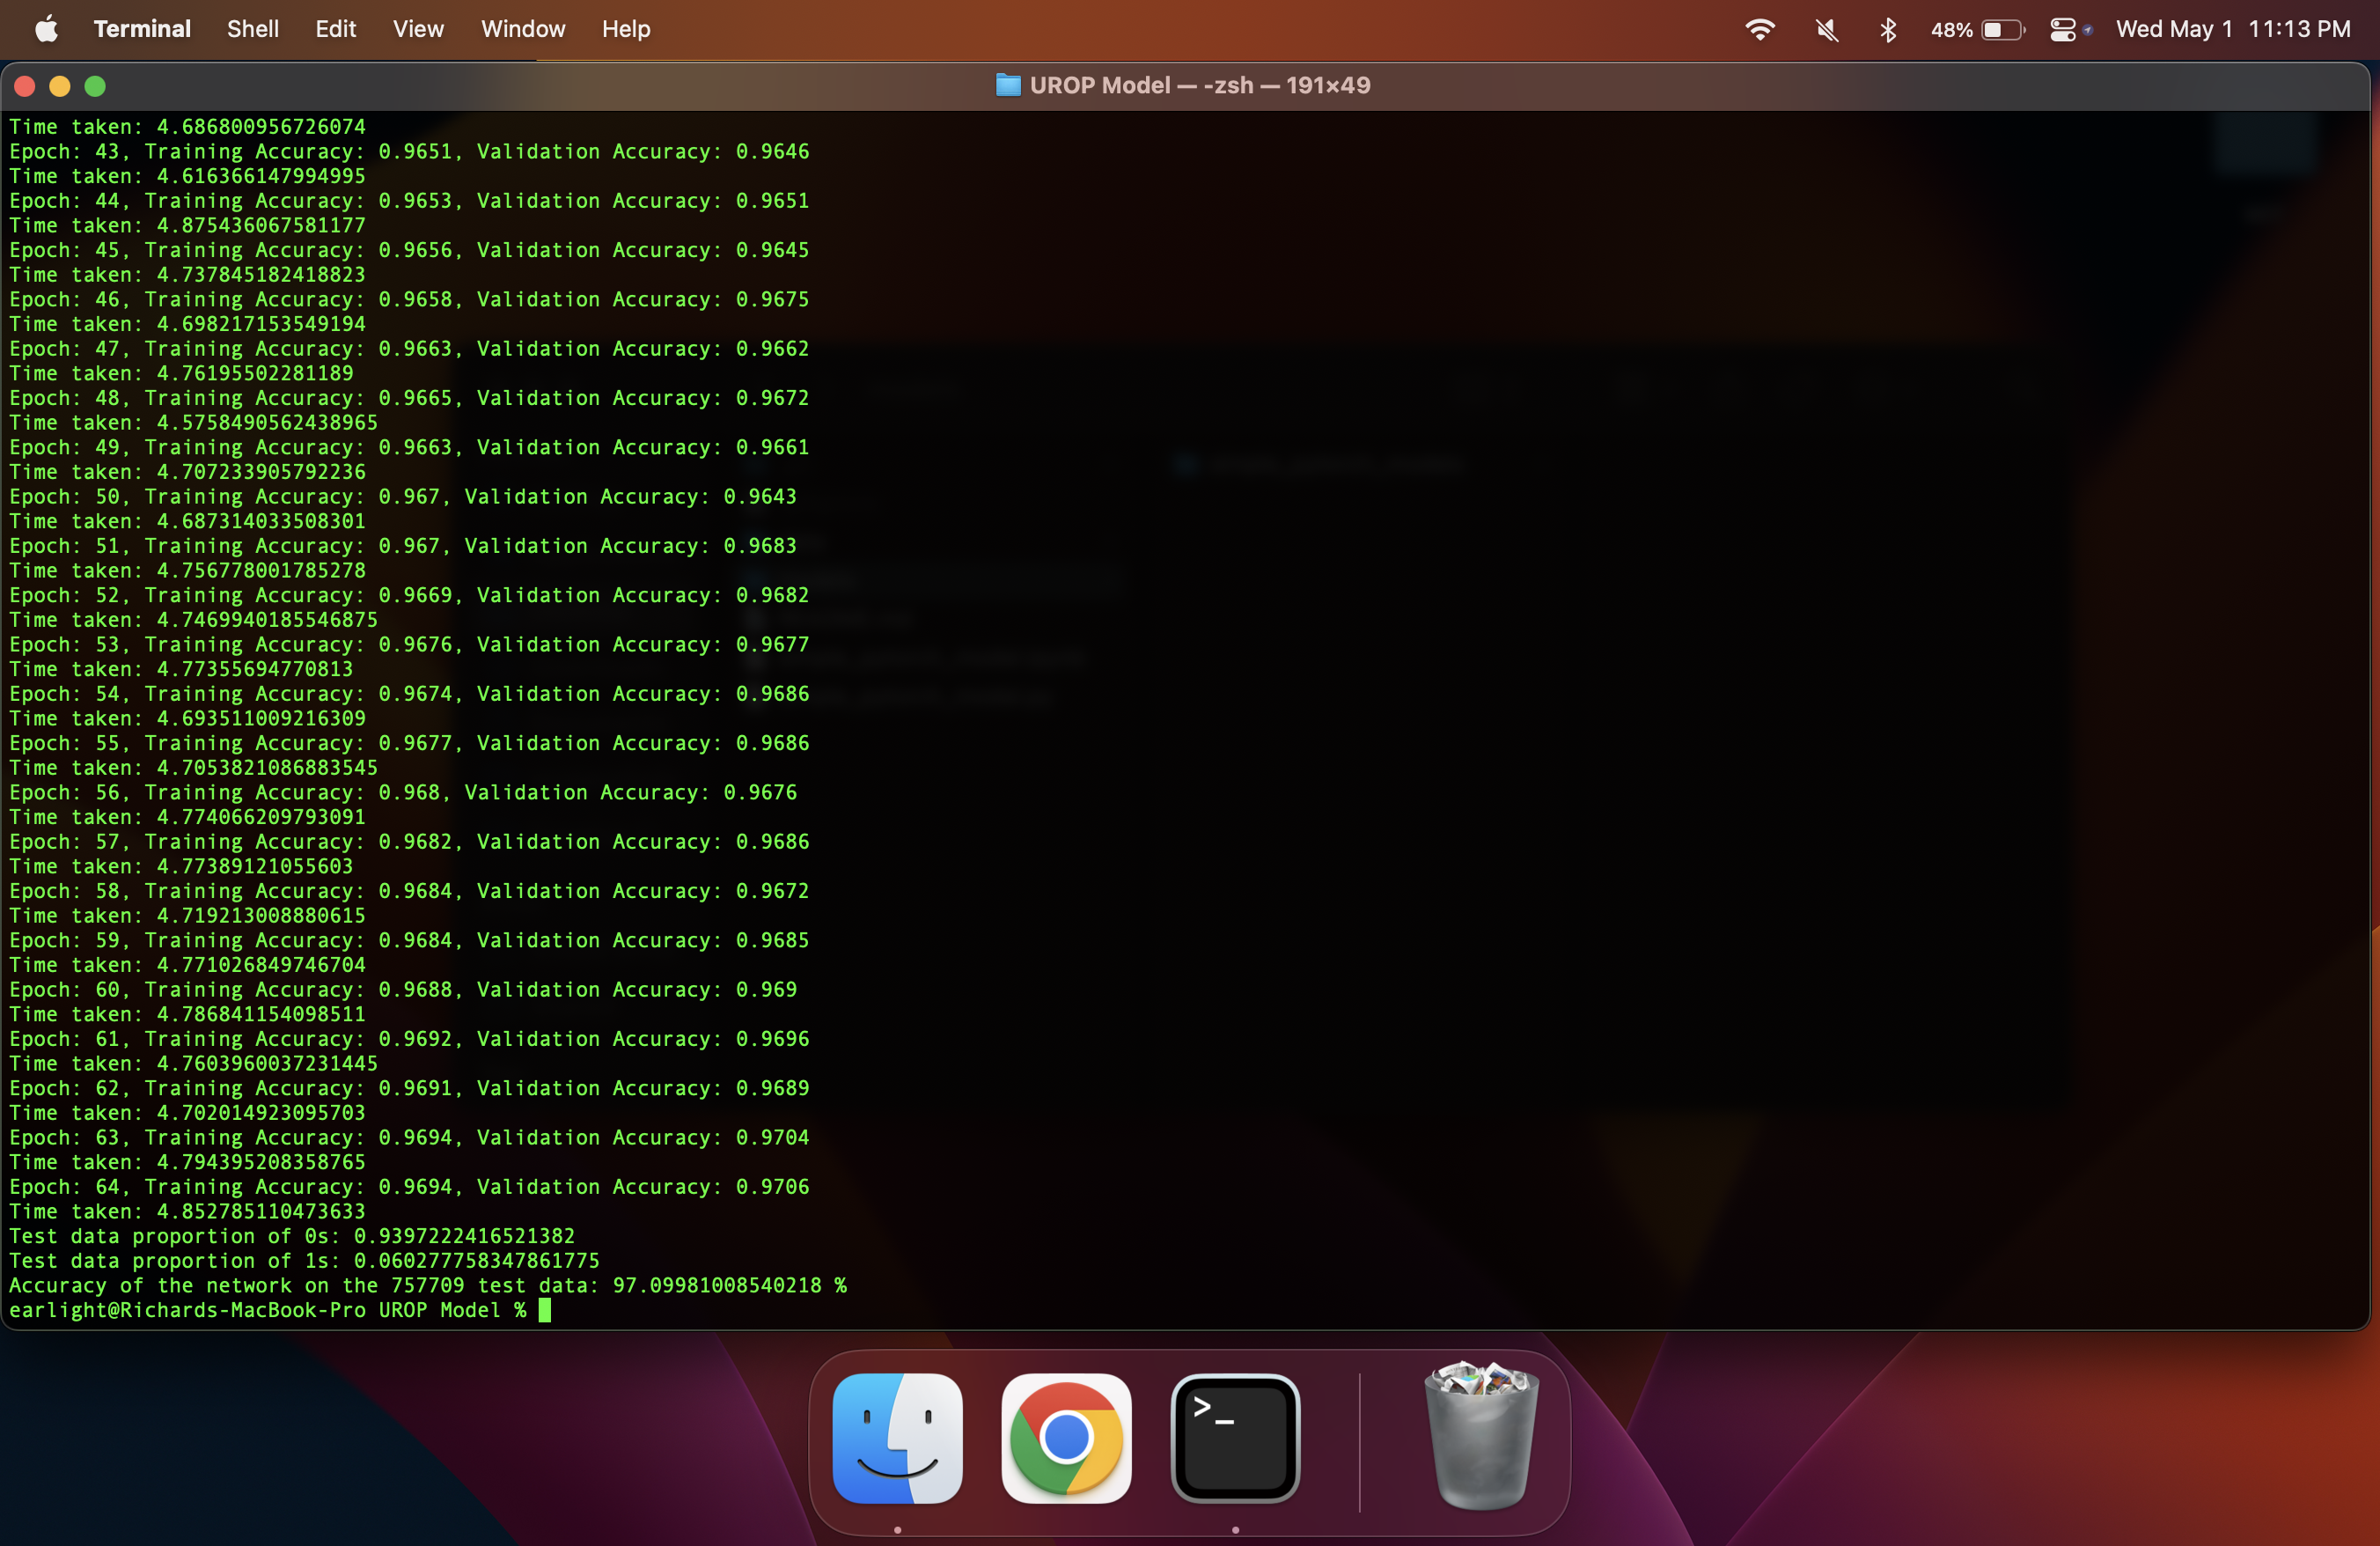 Terminal Shell Edit View Window Help 48% Wed May 1 11:13 PM
UROP Model — -zsh — 191×49
Time taken: 4.686800956726074
Epoch: 43, Training Accuracy: 0.9651, Validation Accuracy: 0.9646
Time taken: 4.616366147994995
Epoch: 44, Training Accuracy: 0.9653, Validation Accuracy: 0.9651
Time taken: 4.875436067581177
Epoch: 45, Training Accuracy: 0.9656, Validation Accuracy: 0.9645
Time taken: 4.737845182418823
Epoch: 46, Training Accuracy: 0.9658, Validation Accuracy: 0.9675
Time taken: 4.698217153549194
Epoch: 47, Training Accuracy: 0.9663, Validation Accuracy: 0.9662
Time taken: 4.76195502281189
Epoch: 48, Training Accuracy: 0.9665, Validation Accuracy: 0.9672
Time taken: 4.5758490562438965
Epoch: 49, Training Accuracy: 0.9663, Validation Accuracy: 0.9661
Time taken: 4.707233905792236
Epoch: 50, Training Accuracy: 0.967, Validation Accuracy: 0.9643
Time taken: 4.687314033508301
Epoch: 51, Training Accuracy: 0.967, Validation Accuracy: 0.9683
Time taken: 4.756778001785278
Epoch: 52, Training Accuracy: 0.9669, Validation Accuracy: 0.9682
Time taken: 4.7469940185546875
Epoch: 53, Training Accuracy: 0.9676, Validation Accuracy: 0.9677
Time taken: 4.77355694770813
Epoch: 54, Training Accuracy: 0.9674, Validation Accuracy: 0.9686
Time taken: 4.693511009216309
Epoch: 55, Training Accuracy: 0.9677, Validation Accuracy: 0.9686
Time taken: 4.7053821086883545
Epoch: 56, Training Accuracy: 0.968, Validation Accuracy: 0.9676
Time taken: 4.774066209793091
Epoch: 57, Training Accuracy: 0.9682, Validation Accuracy: 0.9686
Time taken: 4.77389121055603
Epoch: 58, Training Accuracy: 0.9684, Validation Accuracy: 0.9672
Time taken: 4.719213008880615
Epoch: 59, Training Accuracy: 0.9684, Validation Accuracy: 0.9685
Time taken: 4.771026849746704
Epoch: 60, Training Accuracy: 0.9688, Validation Accuracy: 0.969
Time taken: 4.786841154098511
Epoch: 61, Training Accuracy: 0.9692, Validation Accuracy: 0.9696
Time taken: 4.7603960037231445
Epoch: 62, Training Accuracy: 0.9691, Validation Accuracy: 0.9689
Time taken: 4.702014923095703
Epoch: 63, Training Accuracy: 0.9694, Validation Accuracy: 0.9704
Time taken: 4.794395208358765
Epoch: 64, Training Accuracy: 0.9694, Validation Accuracy: 0.9706
Time taken: 4.852785110473633
Test data proportion of 0s: 0.9397222416521382
Test data proportion of 1s: 0.060277758347861775
Accuracy of the network on the 757709 test data: 97.09981008540218 %
earlight@Richards-MacBook-Pro UROP Model %
>_